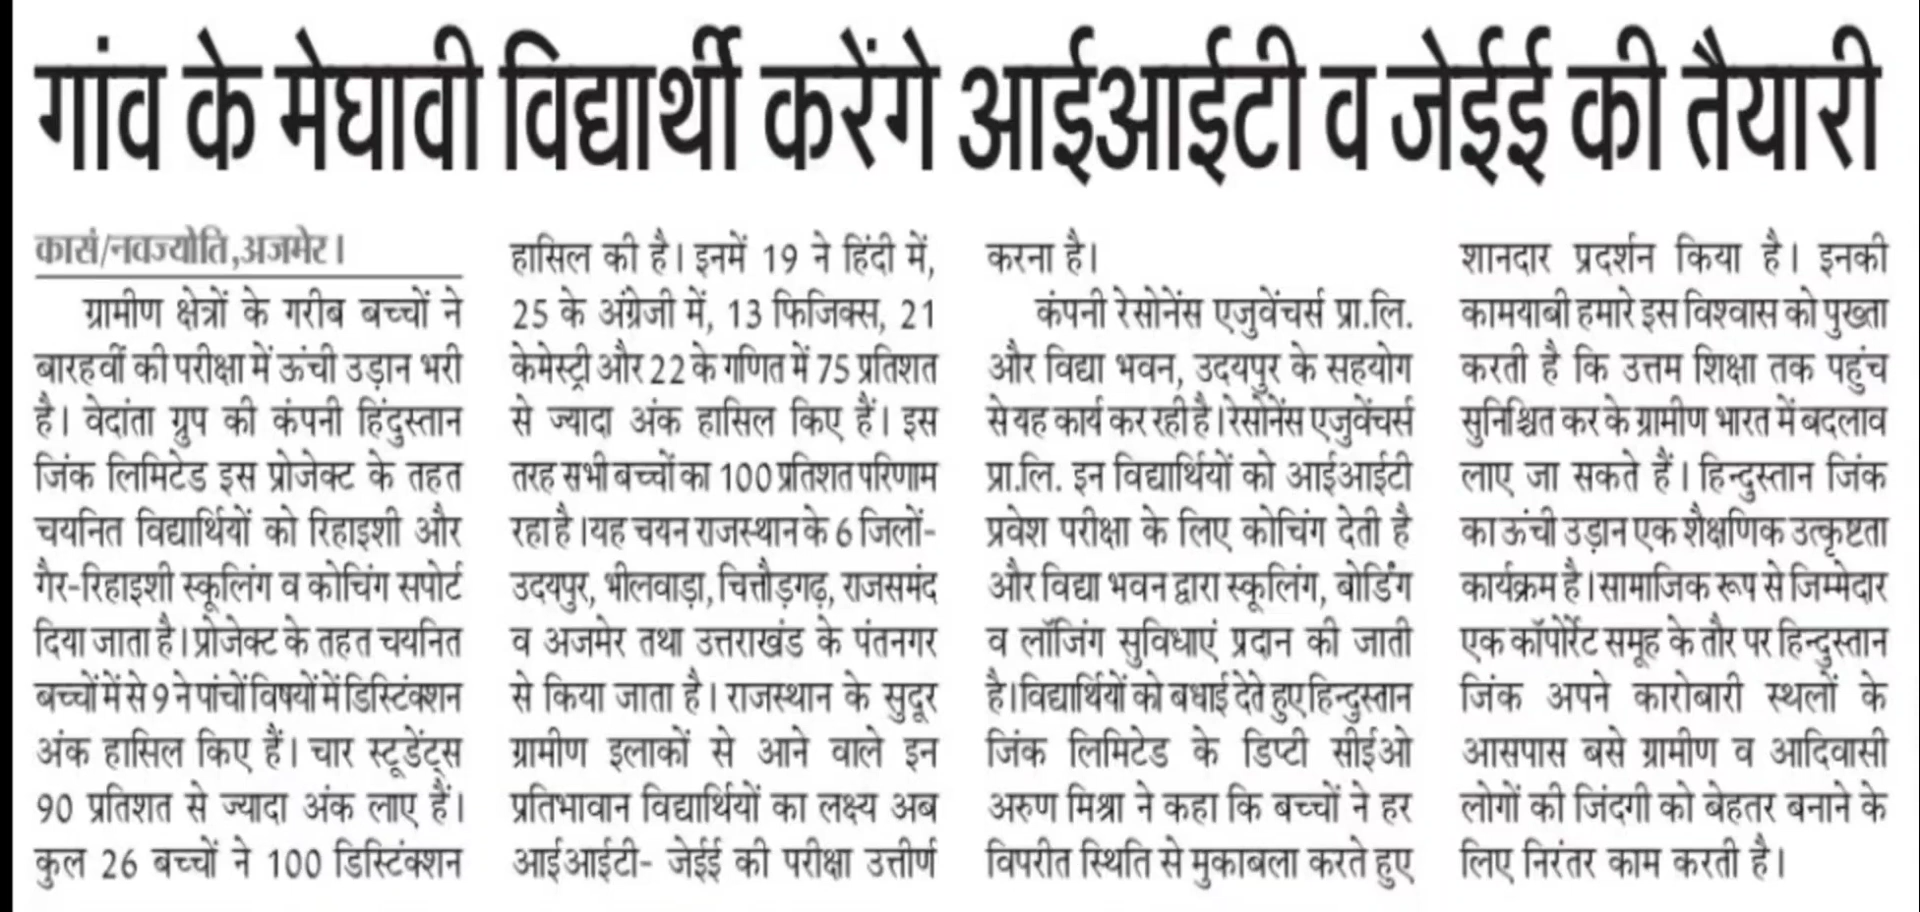 गांव के मेघावी विद्यार्थी करेंगे आईआईटी व जेईई की तैयारी
कासं/नवज्योति,अजमेर।
ग्रामीण क्षेत्रों के गरीब बच्चों ने
बारहवीं की परीक्षा में ऊंची उड़ान भरी
है। वेदांता ग्रुप की कंपनी हिंदुस्तान
जिंक लिमिटेड इस प्रोजेक्ट के तहत
चयनित विद्यार्थियों को रिहाइशी और
गैर-रिहाइशी स्कूलिंग व कोचिंग सपोर्ट
दिया जाता है। प्रोजेक्ट के तहत चयनित
बच्चों में से 9 ने पांचों विषयों में डिस्टिंक्शन
अंक हासिल किए हैं। चार स्टूडेंट्स
90 प्रतिशत से ज्यादा अंक लाए हैं।
कुल 26 बच्चों ने 100 डिस्टिंक्शन
हासिल की है। इनमें 19 ने हिंदी में,
25 के अंग्रेजी में, 13 फिजिक्स, 21
केमेस्ट्री और 22 के गणित में 75 प्रतिशत
से ज्यादा अंक हासिल किए हैं। इस
तरह सभी बच्चों का 100 प्रतिशत परिणाम
रहा है। यह चयन राजस्थान के 6 जिलों-
उदयपुर, भीलवाड़ा, चित्तौड़गढ़, राजसमंद
व अजमेर तथा उत्तराखंड के पंतनगर
से किया जाता है। राजस्थान के सुदूर
ग्रामीण इलाकों से आने वाले इन
प्रतिभावान विद्यार्थियों का लक्ष्य अब
आईआईटी- जेईई की परीक्षा उत्तीर्ण
करना है।
कंपनी रेसोनेंस एजुवेंचर्स प्रा.लि.
और विद्या भवन, उदयपुर के सहयोग
से यह कार्य कर रही है। रेसोनेंस एजुवेंचर्स
प्रा.लि. इन विद्यार्थियों को आईआईटी
प्रवेश परीक्षा के लिए कोचिंग देती है
और विद्या भवन द्वारा स्कूलिंग, बोर्डिंग
व लॉजिंग सुविधाएं प्रदान की जाती
है। विद्यार्थियों को बधाई देते हुए हिन्दुस्तान
जिंक लिमिटेड के डिप्टी सीईओ
अरुण मिश्रा ने कहा कि बच्चों ने हर
विपरीत स्थिति से मुकाबला करते हुए
शानदार प्रदर्शन किया है। इनकी
कामयाबी हमारे इस विश्वास को पुख्ता
करती है कि उत्तम शिक्षा तक पहुंच
सुनिश्चित कर के ग्रामीण भारत में बदलाव
लाए जा सकते हैं। हिन्दुस्तान जिंक
का ऊंची उड़ान एक शैक्षणिक उत्कृष्टता
कार्यक्रम है। सामाजिक रूप से जिम्मेदार
एक कॉपोरेंट समूह के तौर पर हिन्दुस्तान
जिंक अपने कारोबारी स्थलों के
आसपास बसे ग्रामीण व आदिवासी
लोगों की जिंदगी को बेहतर बनाने के
लिए निरंतर काम करती है।